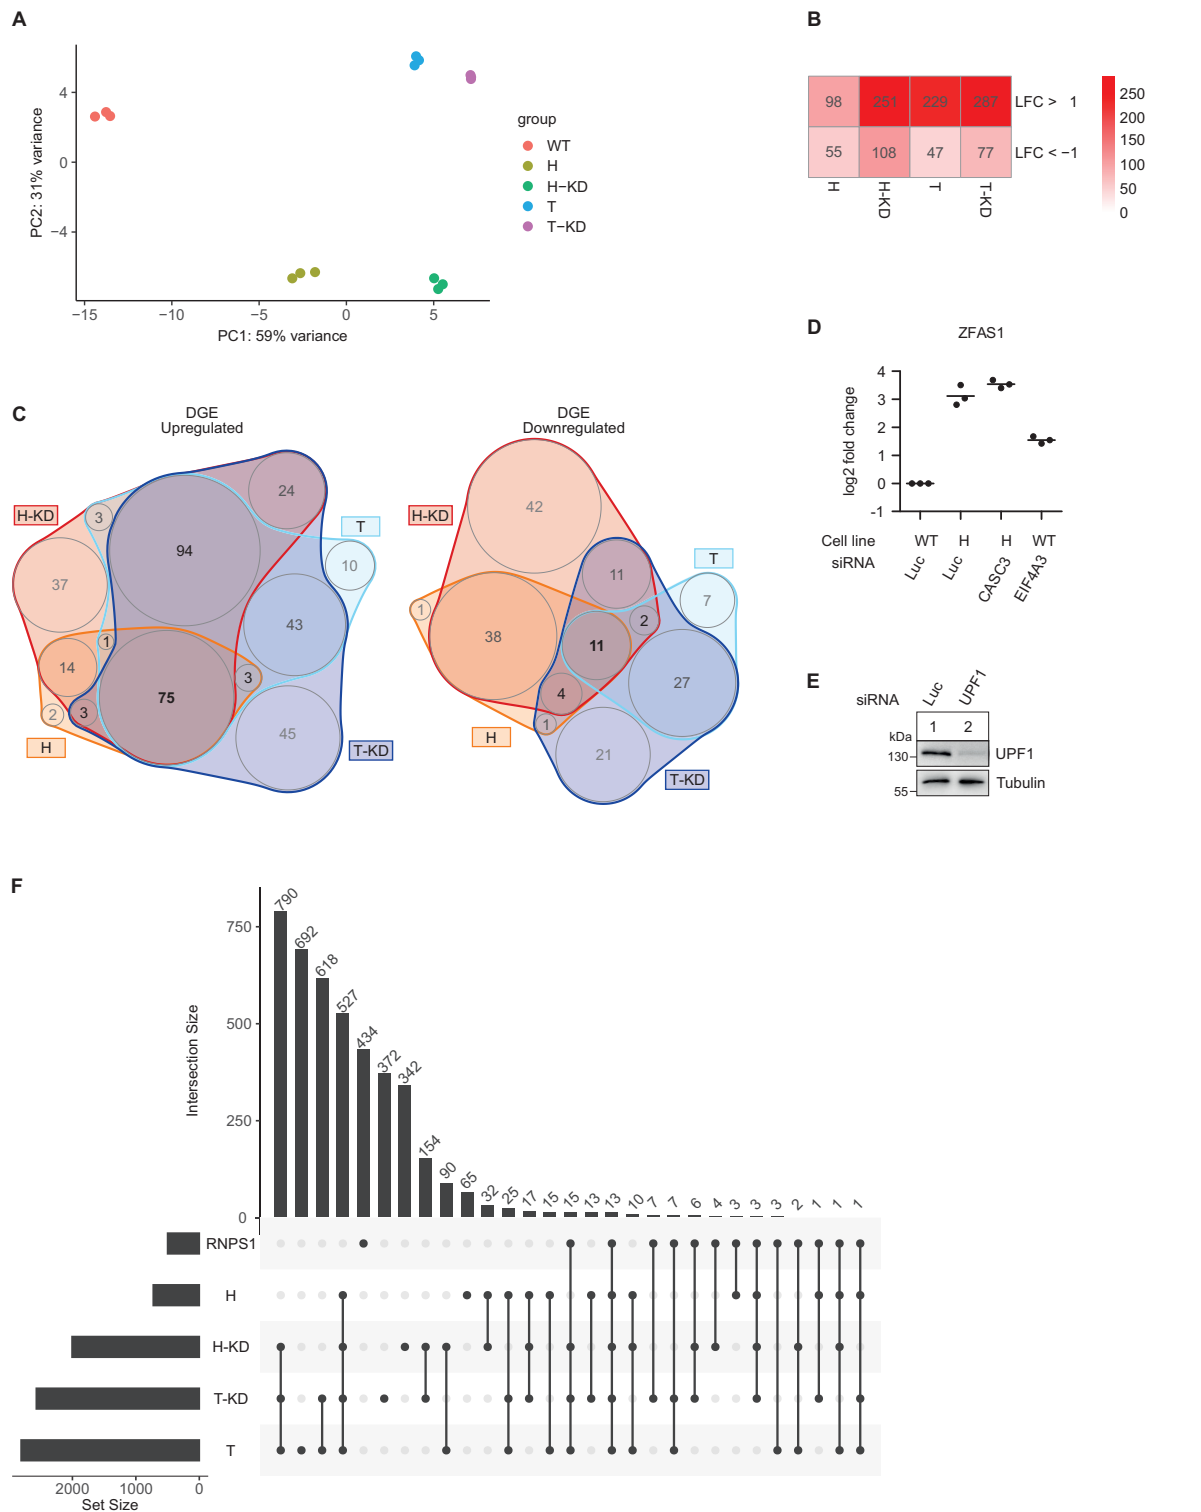 A
PC2: 31% variance
4
0
−4
−15
−10
−5
0
5
PC1: 59% variance
group
WT
H
H−KD
T
T−KD
B
98
251
229
287
LFC > 1
55
108
47
77
LFC < −1
H
H-KD
T
T-KD
250
200
150
100
50
0
C
DGE
Upregulated
H-KD
T
H
T-KD
24
3
94
10
37
43
1
14
3
75
2
3
45
DGE
Downregulated
H-KD
T
H
T-KD
42
11
7
1
2
38
11
27
4
1
21
D
ZFAS1
log2 fold change
4
3
2
1
0
-1
Cell line
WT
H
H
WT
siRNA
Luc
Luc
CASC3
EIF4A3
E
siRNA
Luc
UPF1
1
2
kDa
130
UPF1
55
Tubulin
F
Intersection Size
750
500
250
0
790
692
618
527
434
372
342
154
90
65
32
25
17
15
15
13
13
10
7
7
6
4
3
3
3
2
1
1
1
RNPS1
H
H-KD
T-KD
T
2000
1000
0
Set Size